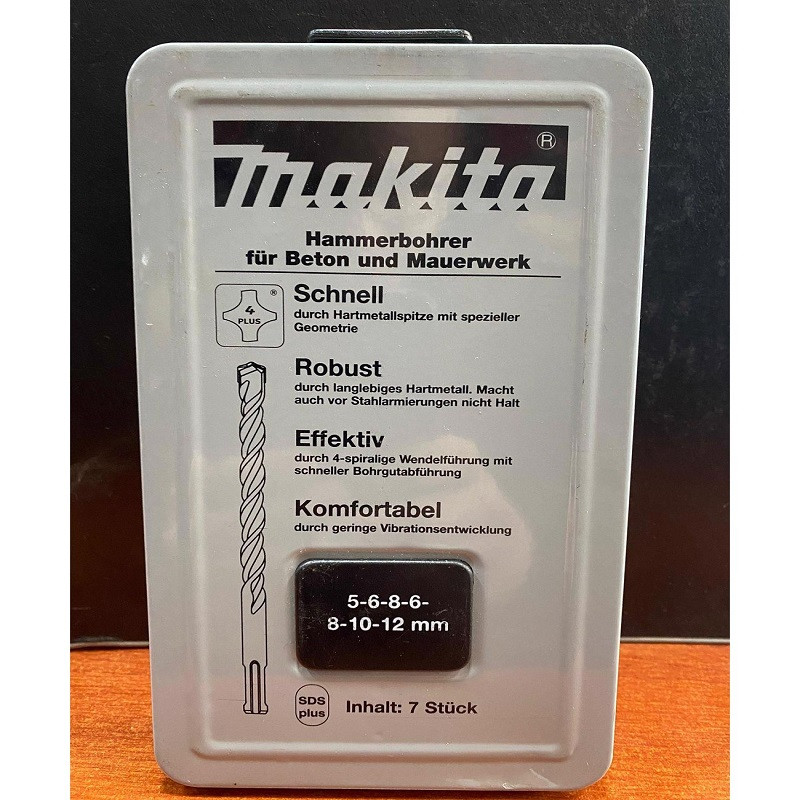 makita®
Hammerbohrer
für Beton und Mauerwerk
4
PLUS
®
Schnell
durch Hartmetallspitze mit spezieller
Geometrie
Robust
durch langlebiges Hartmetall. Macht
auch vor Stahlarmierungen nicht Halt
Effektiv
durch 4-spiralige Wendelführung mit
schneller Bohrgutabführung
Komfortabel
durch geringe Vibrationsentwicklung
5-6-8-6-
8-10-12 mm
SDS
plus
Inhalt: 7 Stück